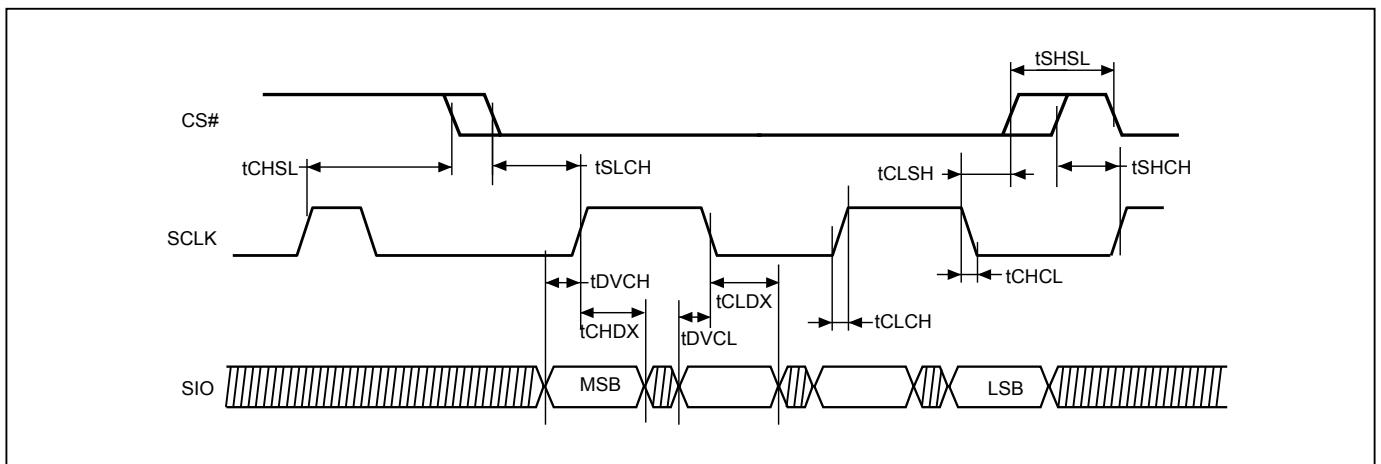 tSHSL
CS#
tCHSL
tSLCH
tCLSH
tSHCH
SCLK
tDVCH
tCLDX
tCHCL
tCHDX
tDVCL
tCLCH
SIO
MSB
LSB